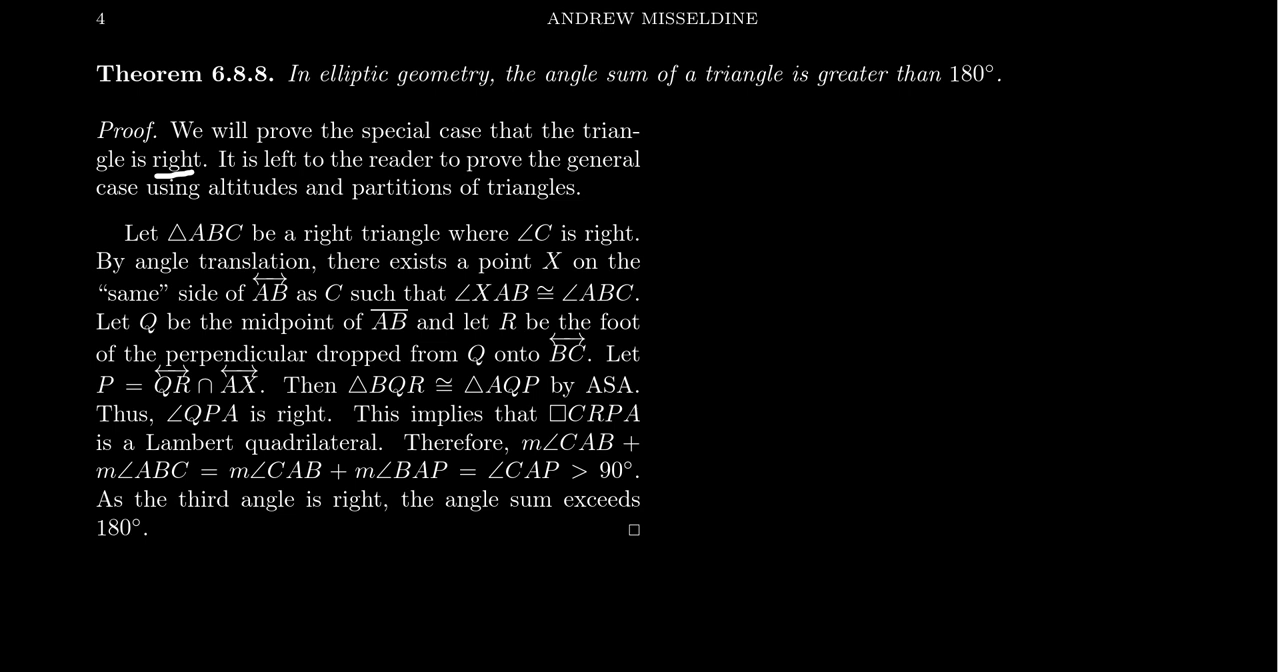 4
ANDREW MISSELDINE
Theorem 6.8.8. In elliptic geometry, the angle sum of a triangle is greater than 180°.
Proof. We will prove the special case that the trian-
gle is right. It is left to the reader to prove the general
case using altitudes and partitions of triangles.
Let △ABC be a right triangle where ∠C is right.
By angle translation, there exists a point X on the
“same” side of \overleftrightarrow{AB} as C such that ∠XAB ≅ ∠ABC.
Let Q be the midpoint of \overline{AB} and let R be the foot
of the perpendicular dropped from Q onto \overleftrightarrow{BC}. Let
P = \overleftrightarrow{QR} ∩ \overleftrightarrow{AX}. Then △BQR ≅ △AQP by ASA.
Thus, ∠QPA is right. This implies that □CRPA
is a Lambert quadrilateral. Therefore, m∠CAB +
m∠ABC = m∠CAB + m∠BAP = ∠CAP > 90°.
As the third angle is right, the angle sum exceeds
180°. □